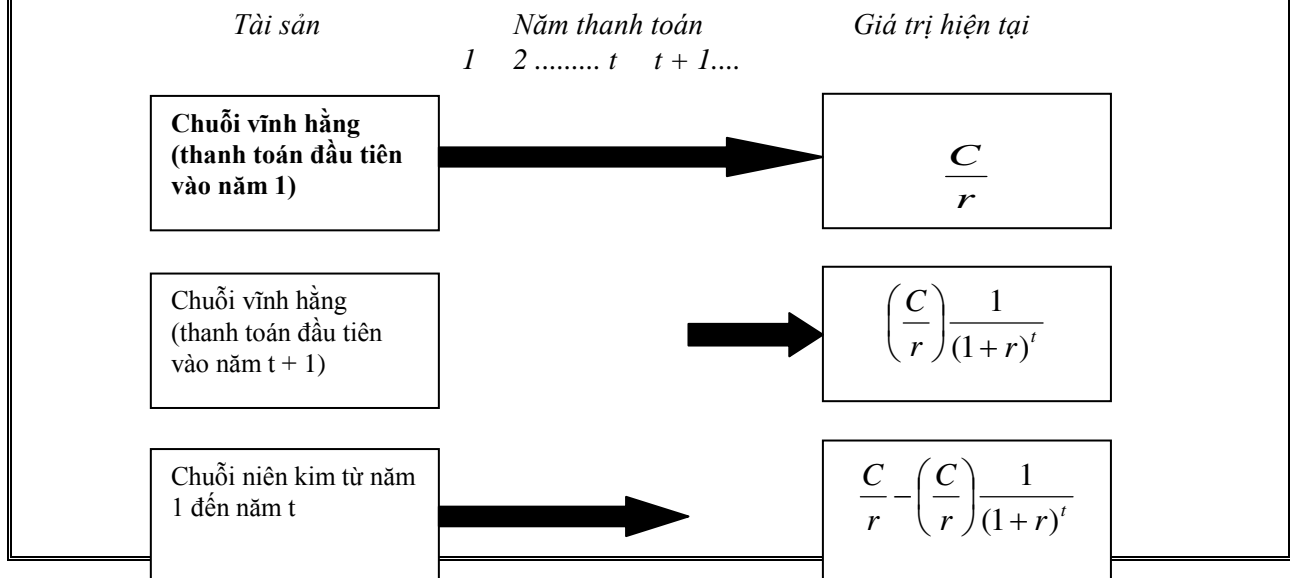 Tài sản Năm thanh toán Giá trị hiện tại
1 2 ......... t t + 1....
Chuỗi vĩnh hằng
(thanh toán đầu tiên
vào năm 1)
C
r
Chuỗi vĩnh hằng
(thanh toán đầu tiên
vào năm t + 1)
(C/r) 1/(1 + r)^t
Chuỗi niên kim từ năm
1 đến năm t
C/r − (C/r) 1/(1 + r)^t